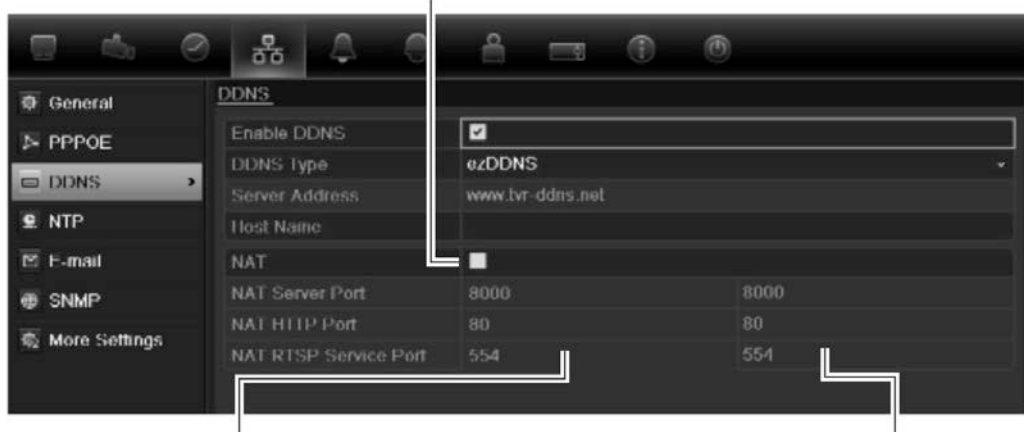 DDNS
General
PPPOE
DDNS
NTP
E-mail
SNMP
More Settings
Enable DDNS
DDNS Type ezDDNS
Server Address www.tvr-ddns.net
Host Name
NAT
NAT Server Port 8000 8000
NAT HTTP Port 80 80
NAT RTSP Service Port 554 554